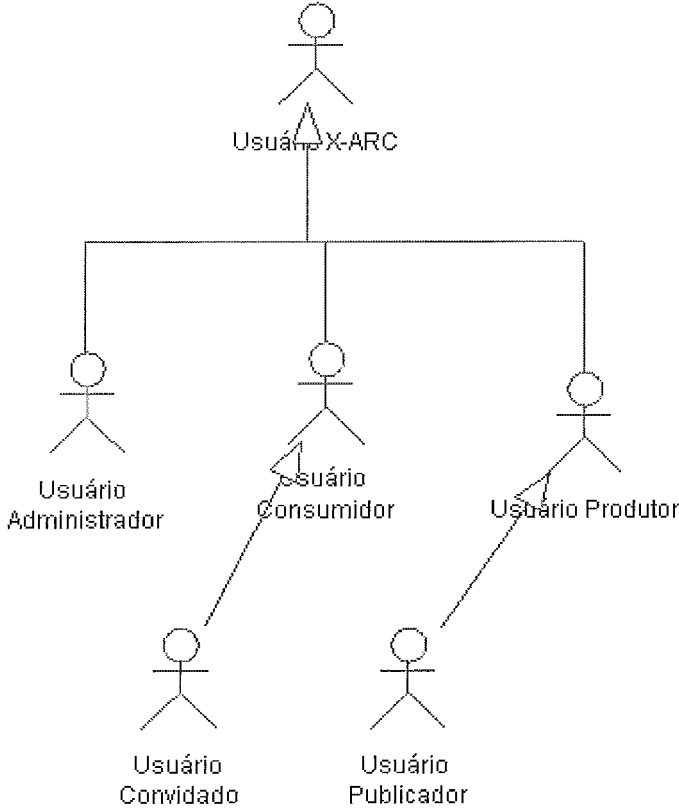 Usuário X-ARC
Usuário
Administrador
Usuário
Consumidor
Usuário Produtor
Usuário
Convidado
Usuário
Publicador